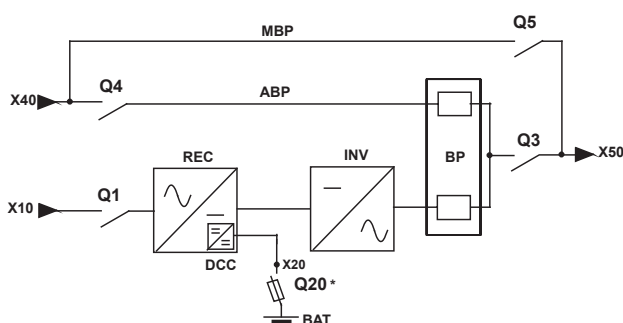 MBP
Q5
X40
Q4
ABP
REC
INV
BP
Q3
X50
X10
Q1
DCC
X20
Q20 *
BAT